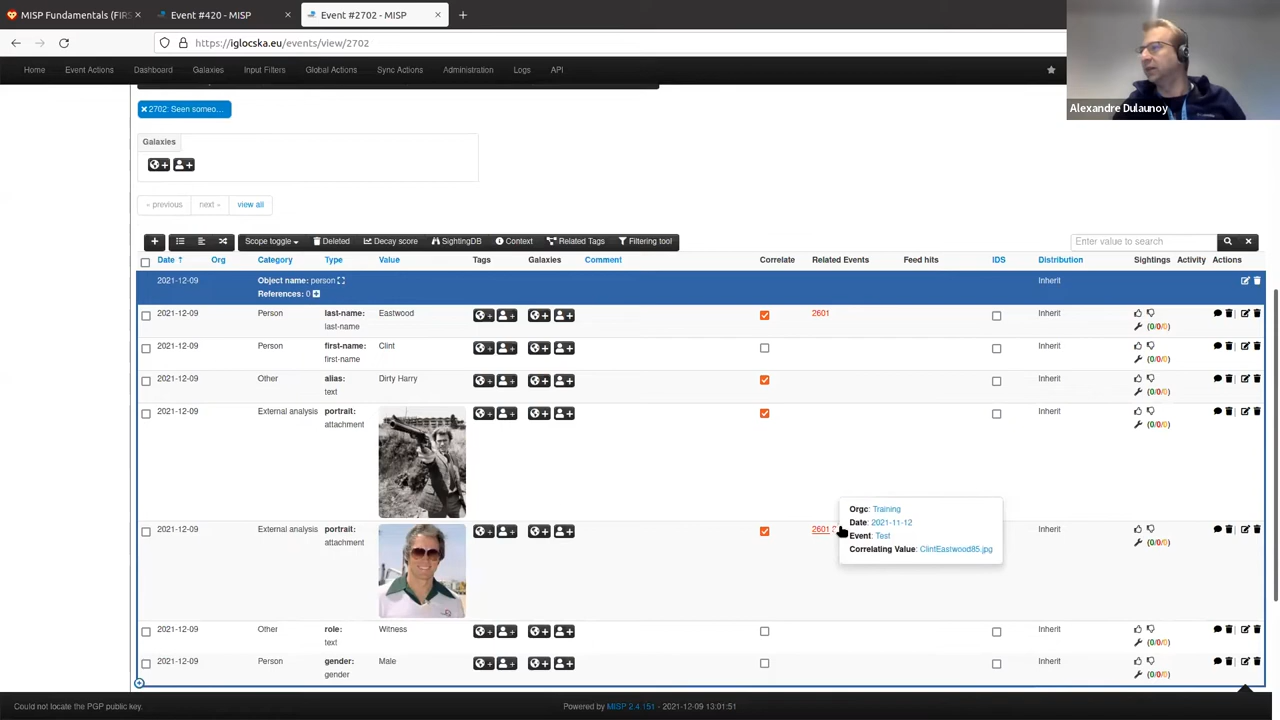 MISP Fundamentals (FIRS
Event #420 - MISP
Event #2702 - MISP
https://iglocska.eu/events/view/2702
Home Event Actions Dashboard Galaxies Input Filters Global Actions Sync Actions Administration Logs API
Alexandre Dulaunoy
2702: Seen someo...
Galaxies
« previous next » view all
Scope toggle Deleted Decay score SightingDB Context Related Tags Filtering tool Enter value to search
Date Org Category Type Value Tags Galaxies Comment Correlate Related Events Feed hits IDS Distribution Sightings Activity Actions
2021-12-09 Object name: person Inherit
References: 0
2021-12-09 Person last-name: Eastwood 2601 Inherit
last-name (0/0/0)
2021-12-09 Person first-name: Clint Inherit
first-name (0/0/0)
2021-12-09 Other alias: Dirty Harry Inherit
text (0/0/0)
2021-12-09 External analysis portrait: Inherit
attachment (0/0/0)
Orgc: Training
Date: 2021-11-12
2021-12-09 External analysis portrait: 2601 Inherit
attachment (0/0/0)
Event: Test
Correlating Value: ClintEastwood85.jpg
2021-12-09 Other role: Witness Inherit
text (0/0/0)
2021-12-09 Person gender: Male Inherit
gender (0/0/0)
Could not locate the PGP public key. Powered by MISP 2.4.151 - 2021-12-09 13:01:51